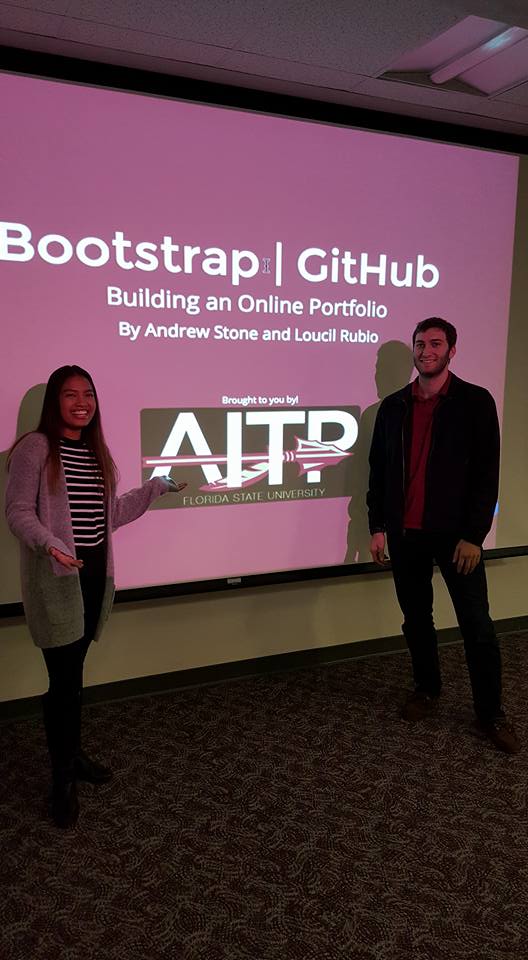 Bootstrap | GitHub
Building an Online Portfolio
By Andrew Stone and Loucil Rubio
Brought to you by!
AITP
FLORIDA STATE UNIVERSITY